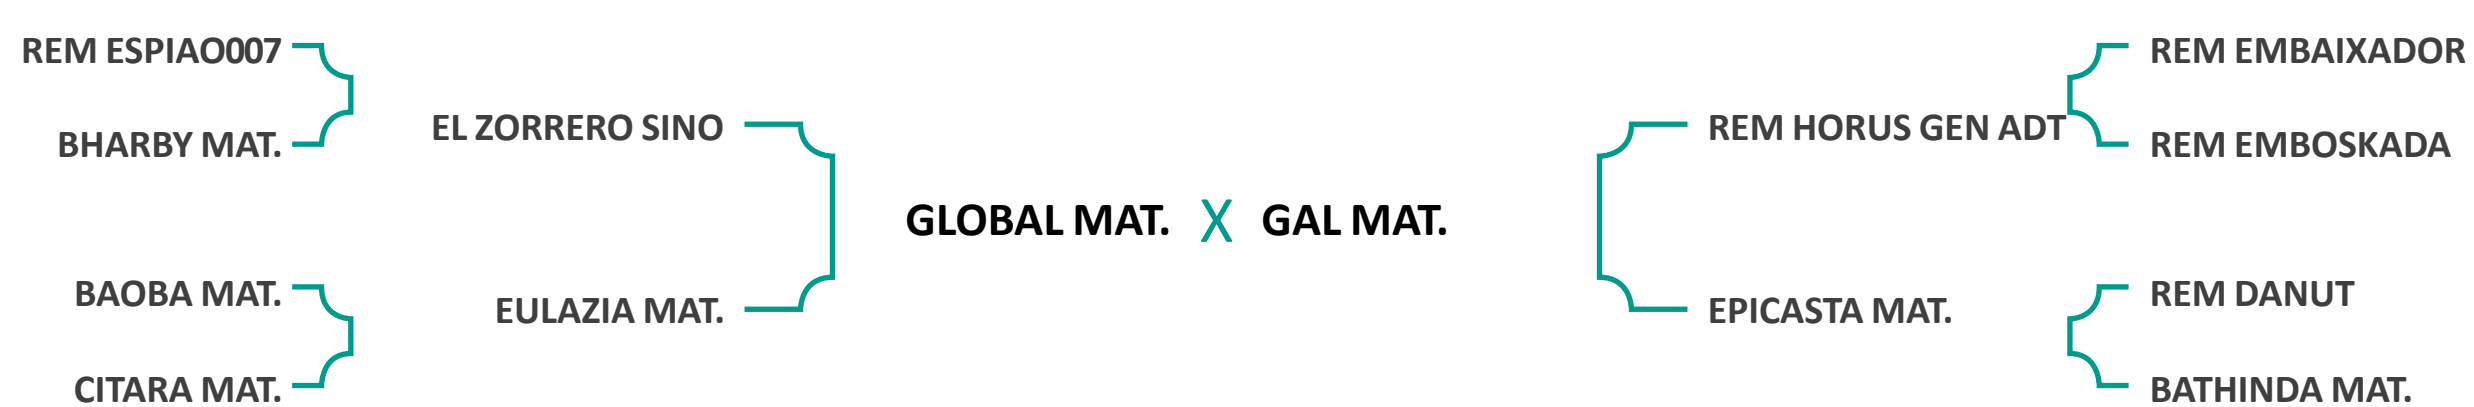 REM ESPIAO007
BHARBY MAT.
EL ZORRERO SINO
BAOBA MAT.
CITARA MAT.
EULAZIA MAT.
GLOBAL MAT. X GAL MAT.
REM HORUS GEN ADT
REM EMBAIXADOR
REM EMBOSKADA
EPICASTA MAT.
REM DANUT
BATHINDA MAT.